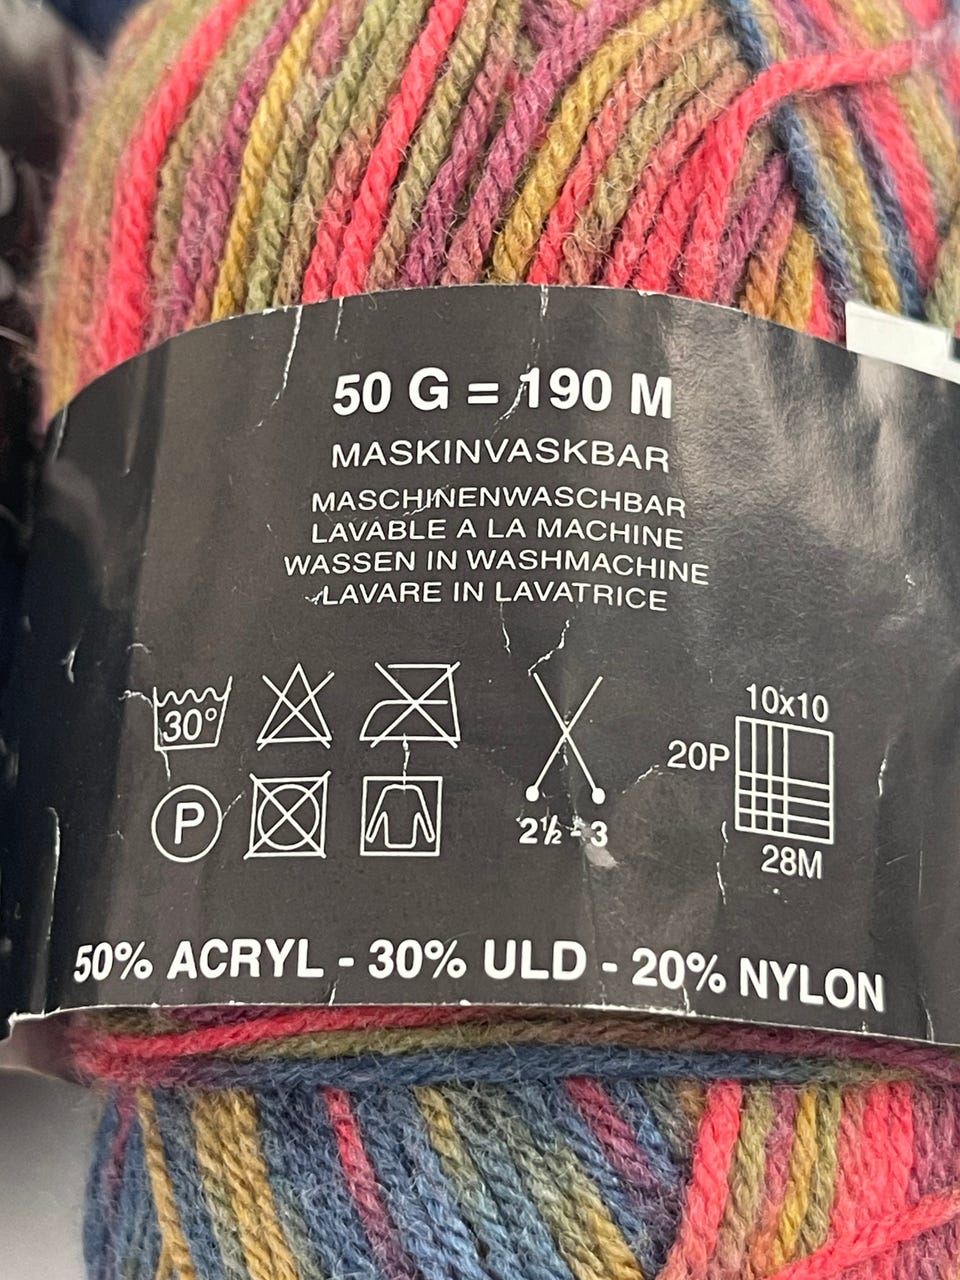 50 G = 190 M
MASKINVASKBAR
MASCHINENWASCHBAR
LAVABLE A LA MACHINE
WASSEN IN WASHMACHINE
LAVARE IN LAVATRICE
30°
P
2½ - 3
10x10
20P
28M
50% ACRYL - 30% ULD - 20% NYLON